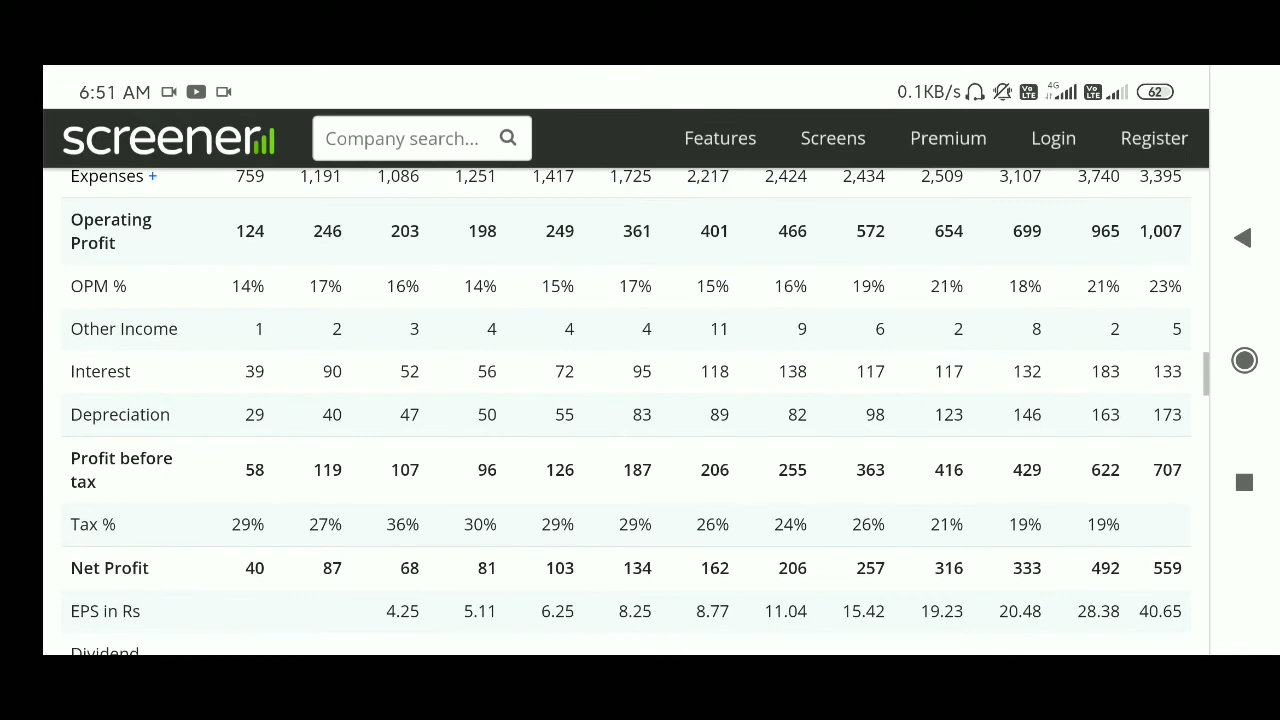 6:51 AM 0.1KB/s 4G Vo LTE Vo LTE 62
screener Company search... Features Screens Premium Login Register
Expenses + 759 1,191 1,086 1,251 1,417 1,725 2,217 2,424 2,434 2,509 3,107 3,740 3,395
Operating
Profit 124 246 203 198 249 361 401 466 572 654 699 965 1,007
OPM % 14% 17% 16% 14% 15% 17% 15% 16% 19% 21% 18% 21% 23%
Other Income 1 2 3 4 4 4 11 9 6 2 8 2 5
Interest 39 90 52 56 72 95 118 138 117 117 132 183 133
Depreciation 29 40 47 50 55 83 89 82 98 123 146 163 173
Profit before
tax 58 119 107 96 126 187 206 255 363 416 429 622 707
Tax % 29% 27% 36% 30% 29% 29% 26% 24% 26% 21% 19% 19%
Net Profit 40 87 68 81 103 134 162 206 257 316 333 492 559
EPS in Rs 4.25 5.11 6.25 8.25 8.77 11.04 15.42 19.23 20.48 28.38 40.65
Dividend